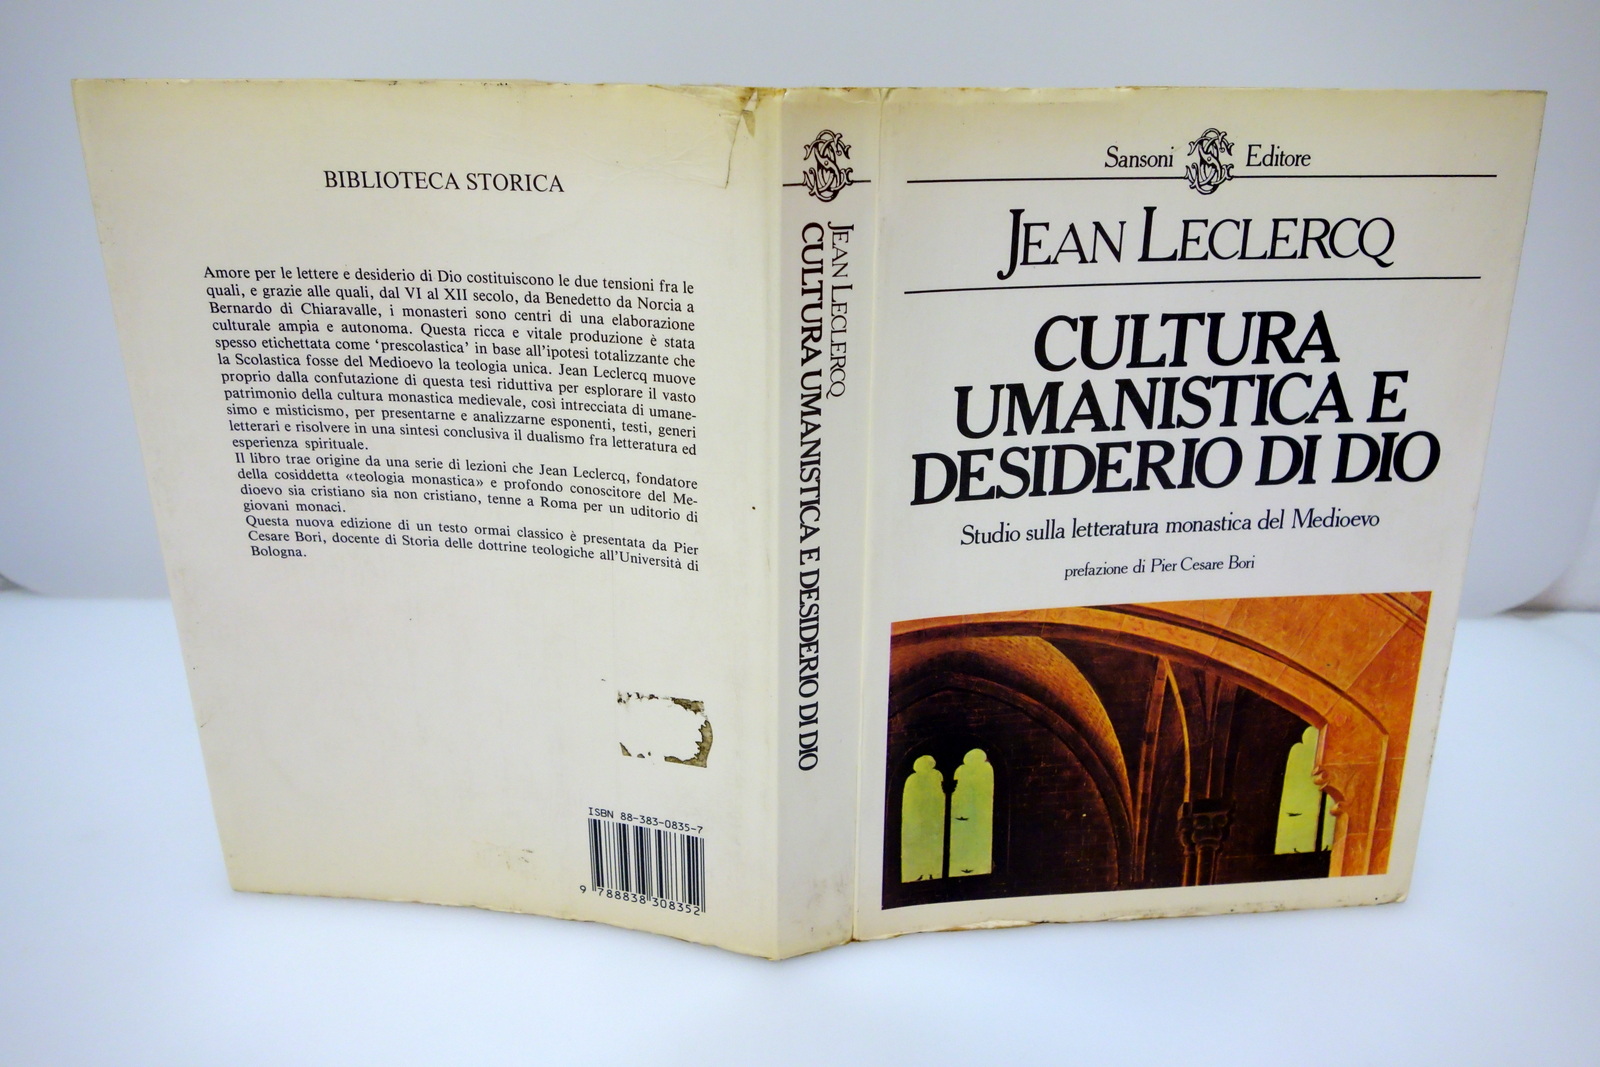 BIBLIOTECA STORICA
Amore per le lettere e desiderio di Dio costituiscono le due tensioni fra le
quali, e grazie alle quali, dal VI al XII secolo, da Benedetto da Norcia a
Bernardo di Chiaravalle, i monasteri sono centri di una elaborazione
culturale ampia e autonoma. Questa ricca e vitale produzione è stata
spesso etichettata come ‘prescolastica’ in base all’ipotesi totalizzante che
la Scolastica fosse del Medioevo la teologia unica. Jean Leclercq muove
proprio dalla confutazione di questa tesi riduttiva per esplorare il vasto
patrimonio della cultura monastica medievale, così intrecciata di umane-
simo e misticismo, per presentarne e analizzarne esponenti, testi, generi
letterari e risolvere in una sintesi conclusiva il dualismo fra letteratura ed
esperienza spirituale.
Il libro trae origine da una serie di lezioni che Jean Leclercq, fondatore
della cosiddetta «teologia monastica» e profondo conoscitore del Me-
dioevo sia cristiano sia non cristiano, tenne a Roma per un uditorio di
giovani monaci.
Questa nuova edizione di un testo ormai classico è presentata da Pier
Cesare Bori, docente di Storia delle dottrine teologiche all’Università di
Bologna.
ISBN 88-383-0835-7
9 788838 308352
JEAN LECLERCQ
CULTURA UMANISTICA E DESIDERIO DI DIO
Sansoni Editore
JEAN LECLERCQ
CULTURA
UMANISTICA E
DESIDERIO DI DIO
Studio sulla letteratura monastica del Medioevo
prefazione di Pier Cesare Bori